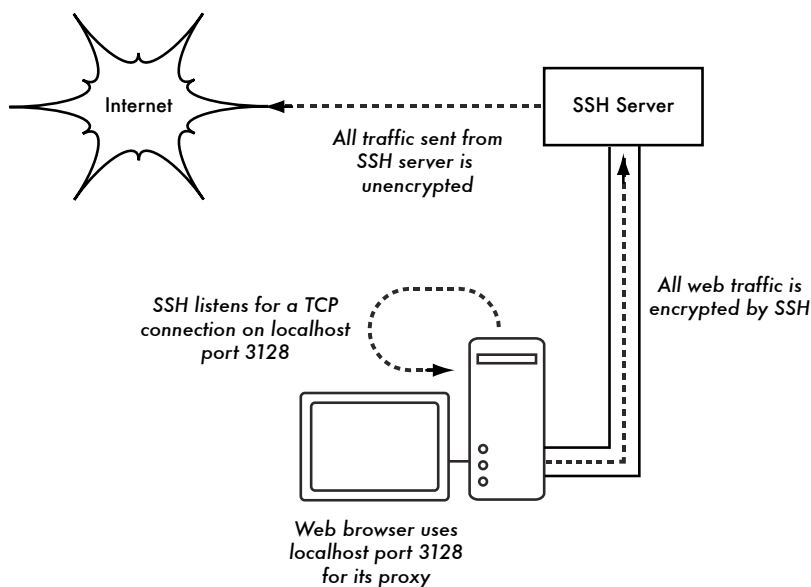 Internet
SSH Server
All traffic sent from
SSH server is
unencrypted
All web traffic is
encrypted by SSH
SSH listens for a TCP
connection on localhost
port 3128
Web browser uses
localhost port 3128
for its proxy